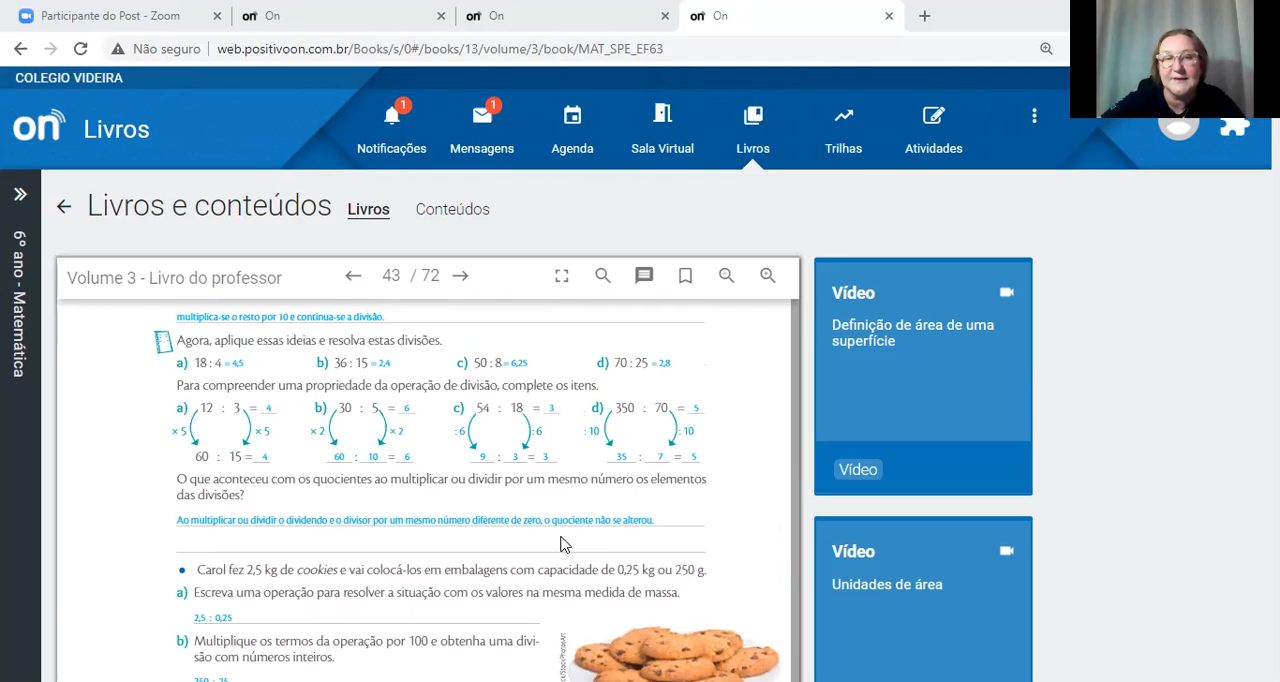 Participante do Post - Zoom
On
On
On
Não seguro
web.positivoon.com.br/Books/s/0#/books/13/volume/3/book/MAT_SPE_EF63
COLEGIO VIDEIRA
on Livros
1
1
Notificações
Mensagens
Agenda
Sala Virtual
Livros
Trilhas
Atividades
6º ano - Matemática
Livros e conteúdos
Livros
Conteúdos
Volume 3 - Livro do professor
43 / 72
multiplica-se o resto por 10 e continua-se a divisão.
Agora, aplique essas ideias e resolva estas divisões.
a) 18 : 4 = 4,5 b) 36 : 15 = 2,4 c) 50 : 8 = 6,25 d) 70 : 25 = 2,8
Para compreender uma propriedade da operação de divisão, complete os itens.
a) 12 : 3 = 4 b) 30 : 5 = 6 c) 54 : 18 = 3 d) 350 : 70 = 5
× 5 × 5 × 2 × 2 : 6 : 6 : 10 : 10
60 : 15 = 4 60 : 10 = 6 9 : 3 = 3 35 : 7 = 5
O que aconteceu com os quocientes ao multiplicar ou dividir por um mesmo número os elementos
das divisões?
Ao multiplicar ou dividir o dividendo e o divisor por um mesmo número diferente de zero, o quociente não se alterou.
• Carol fez 2,5 kg de cookies e vai colocá-los em embalagens com capacidade de 0,25 kg ou 250 g.
a) Escreva uma operação para resolver a situação com os valores na mesma medida de massa.
2,5 : 0,25
b) Multiplique os termos da operação por 100 e obtenha uma divi-
são com números inteiros.
250 : 25
Vídeo
Definição de área de uma
superfície
Vídeo
Vídeo
Unidades de área